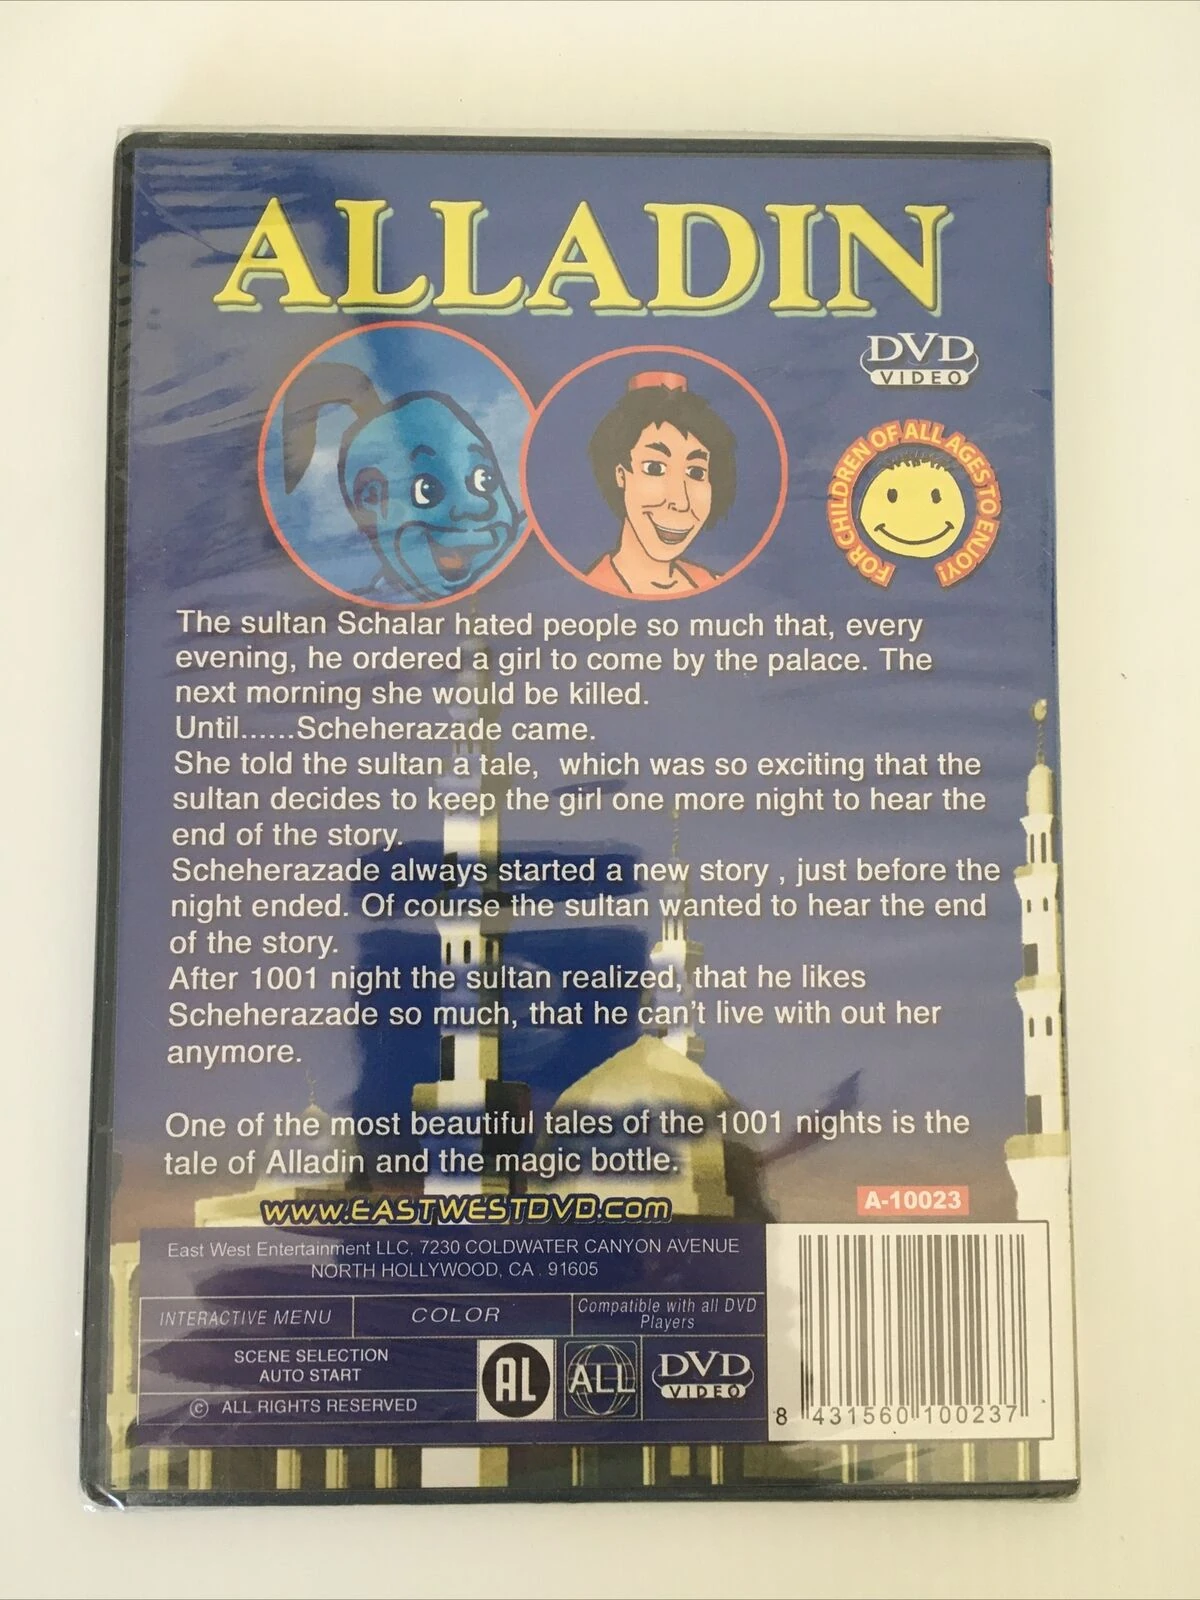 ALLADIN
DVD
VIDEO
FOR CHILDREN OF ALL AGES TO ENJOY!
The sultan Schalar hated people so much that, every
evening, he ordered a girl to come by the palace. The
next morning she would be killed.
Until......Scheherazade came.
She told the sultan a tale, which was so exciting that the
sultan decides to keep the girl one more night to hear the
end of the story.
Scheherazade always started a new story , just before the
night ended. Of course the sultan wanted to hear the end
of the story.
After 1001 night the sultan realized, that he likes
Scheherazade so much, that he can't live with out her
anymore.
One of the most beautiful tales of the 1001 nights is the
tale of Alladin and the magic bottle.
www.EASTWESTDVD.com
A-10023
East West Entertainment LLC, 7230 COLDWATER CANYON AVENUE
NORTH HOLLYWOOD, CA . 91605
INTERACTIVE MENU
COLOR
Compatible with all DVD
Players
SCENE SELECTION
AUTO START
© ALL RIGHTS RESERVED
AL
ALL
DVD
VIDEO
8 431560 100237